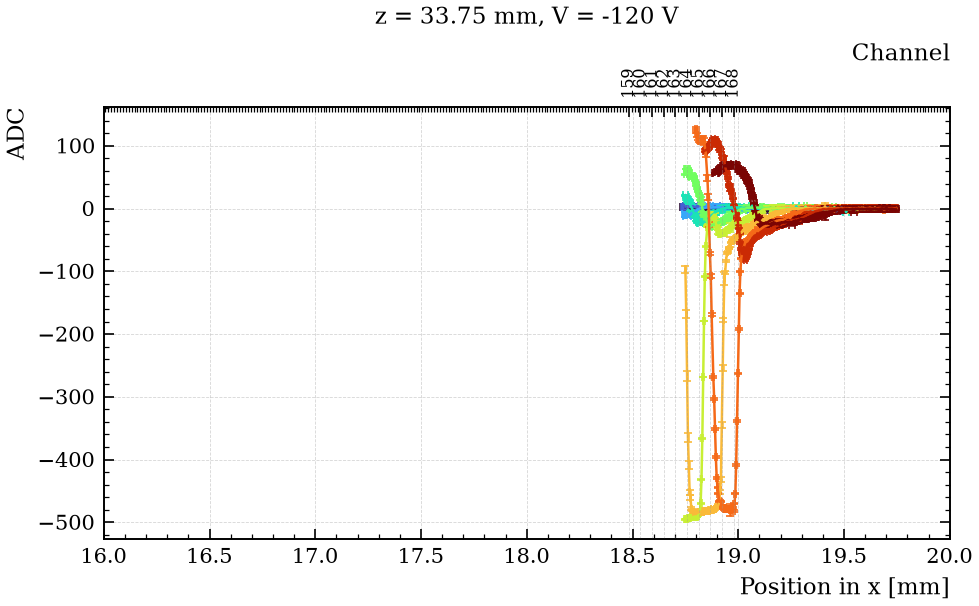 z = 33.75 mm, V = -120 V
Channel
159 160 161 162 163 164 165 166 167 168
ADC
100
0
−100
−200
−300
−400
−500
16.0 16.5 17.0 17.5 18.0 18.5 19.0 19.5 20.0
Position in x [mm]